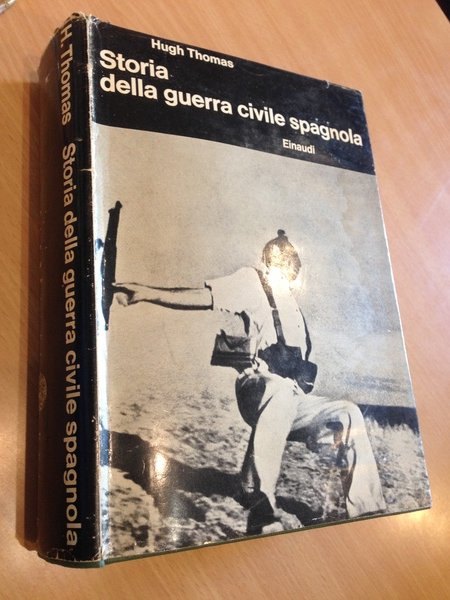 Hugh Thomas
Storia
della guerra civile spagnola
Einaudi
H. Thomas Storia della guerra civile spagnola